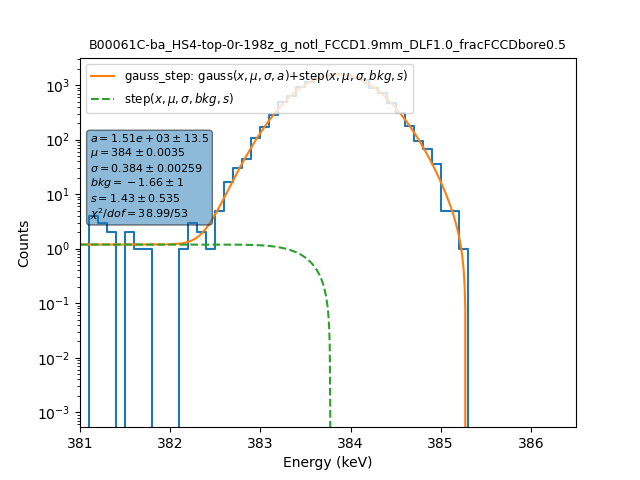 B00061C-ba_HS4-top-0r-198z_g_notl_FCCD1.9mm_DLF1.0_fracFCCDbore0.5
gauss_step: gauss(x, μ, σ, a)+step(x, μ, σ, bkg, s)
step(x, μ, σ, bkg, s)
a = 1.51e + 03 ± 13.5
μ = 384 ± 0.0035
σ = 0.384 ± 0.00259
bkg = −1.66 ± 1
s = 1.43 ± 0.535
χ²/dof = 38.99/53
Counts
10³
10²
10¹
10⁰
10⁻¹
10⁻²
10⁻³
381 382 383 384 385 386
Energy (keV)